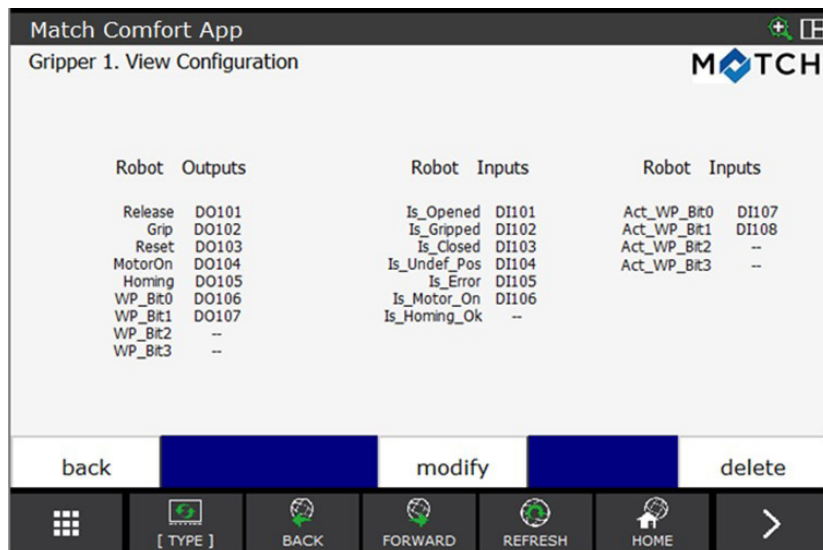 Match Comfort App
Gripper 1. View Configuration
MATCH
Robot Outputs
Release DO101
Grip DO102
Reset DO103
MotorOn DO104
Homing DO105
WP_Bit0 DO106
WP_Bit1 DO107
WP_Bit2 --
WP_Bit3 --
Robot Inputs
Is_Opened DI101
Is_Gripped DI102
Is_Closed DI103
Is_Undef_Pos DI104
Is_Error DI105
Is_Motor_On DI106
Is_Homing_Ok --
Robot Inputs
Act_WP_Bit0 DI107
Act_WP_Bit1 DI108
Act_WP_Bit2 --
Act_WP_Bit3 --
back modify delete
[ TYPE ] BACK FORWARD REFRESH HOME